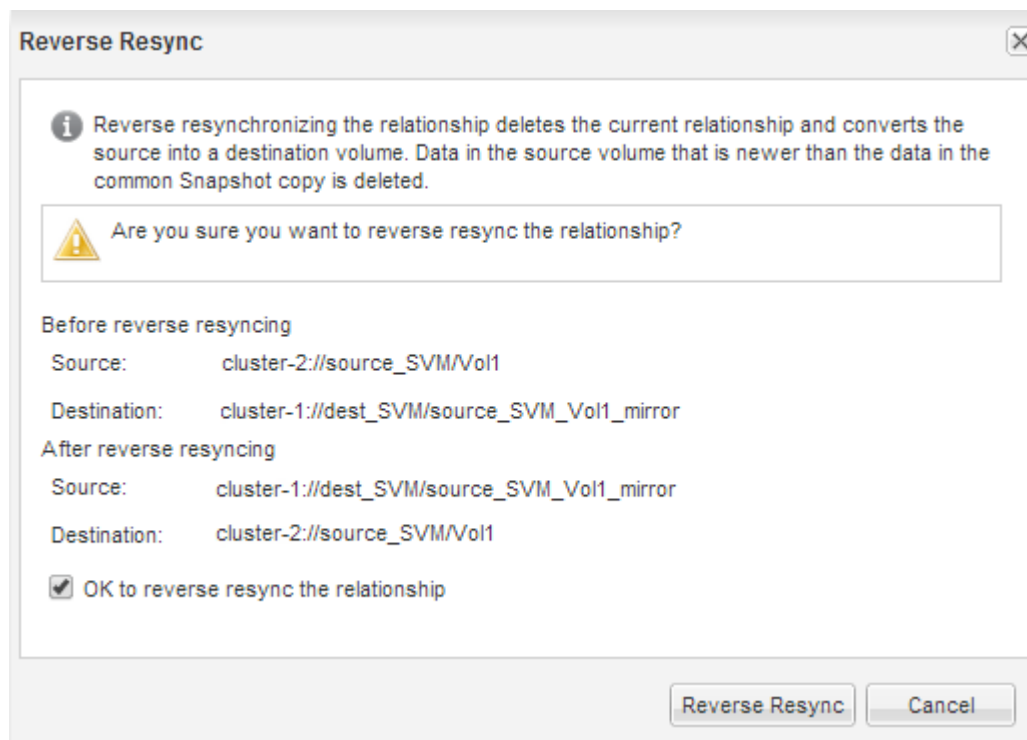 Reverse Resync
Reverse resynchronizing the relationship deletes the current relationship and converts the
source into a destination volume. Data in the source volume that is newer than the data in the
common Snapshot copy is deleted.
Are you sure you want to reverse resync the relationship?
Before reverse resyncing
Source: cluster-2://source_SVM/Vol1
Destination: cluster-1://dest_SVM/source_SVM_Vol1_mirror
After reverse resyncing
Source: cluster-1://dest_SVM/source_SVM_Vol1_mirror
Destination: cluster-2://source_SVM/Vol1
OK to reverse resync the relationship
Reverse Resync Cancel